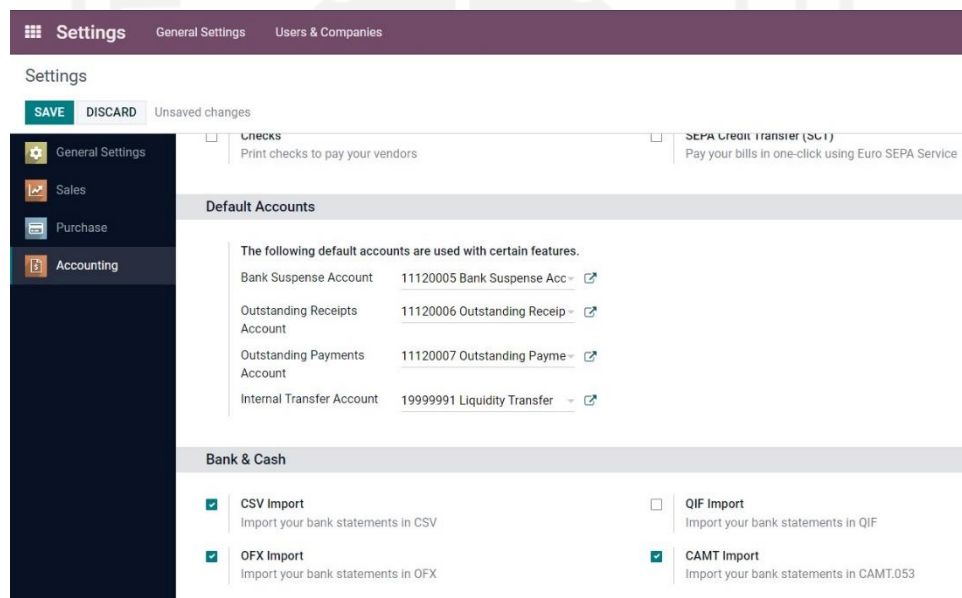 Settings General Settings Users & Companies
Settings
SAVE DISCARD Unsaved changes
General Settings
Sales
Purchase
Accounting
Checks
Print checks to pay your vendors
SEPA Credit Transfer (SCT)
Pay your bills in one-click using Euro SEPA Service
Default Accounts
The following default accounts are used with certain features.
Bank Suspense Account 11120005 Bank Suspense Acc
Outstanding Receipts
Account
11120006 Outstanding Receip
Outstanding Payments
Account
11120007 Outstanding Payme
Internal Transfer Account 19999991 Liquidity Transfer
Bank & Cash
CSV Import
Import your bank statements in CSV
QIF Import
Import your bank statements in QIF
OFX Import
Import your bank statements in OFX
CAMT Import
Import your bank statements in CAMT.053